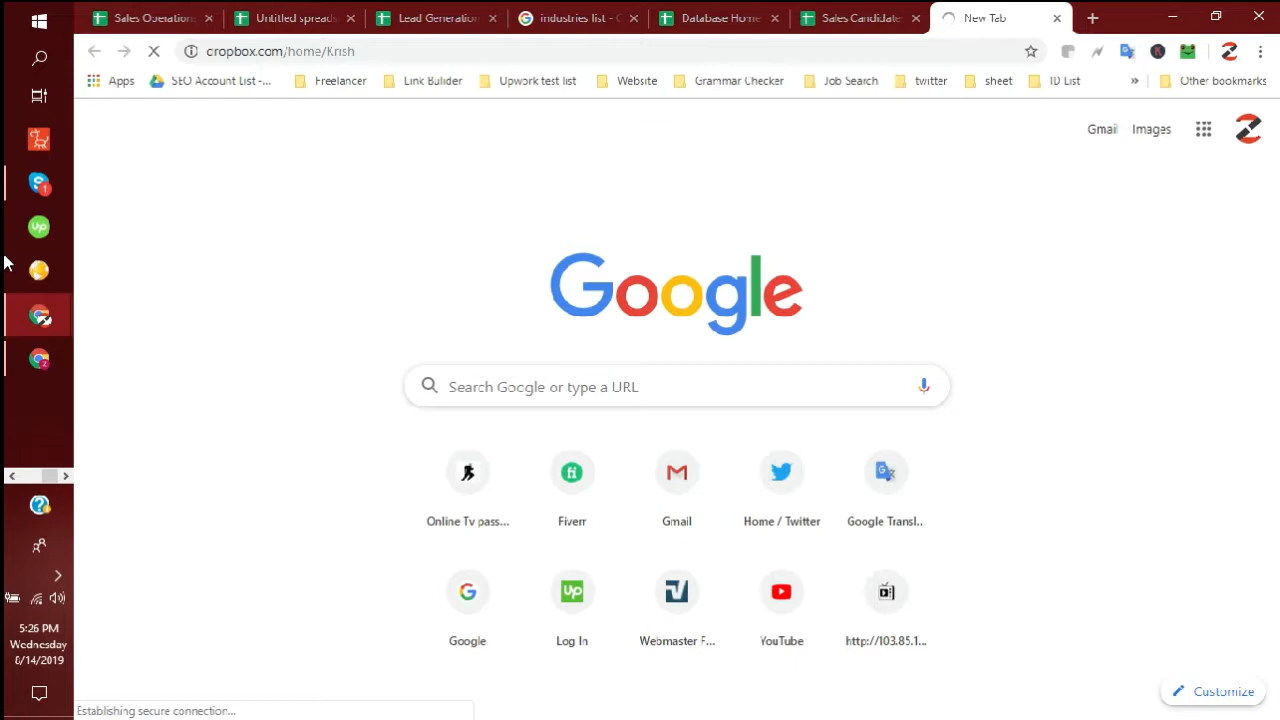 Sales Operations
Untitled spreads
Lead Generation
industries list - G
Database Home
Sales Candidate
New Tab
cropbox.com/home/Krish
Apps
SEO Account List -...
Freelancer
Link Builder
Upwork test list
Website
Grammar Checker
Job Search
twitter
sheet
ID List
»
Other bookmarks
Gmail
Images
Google
Search Google or type a URL
Online Tv pass...
Fiverr
Gmail
Home / Twitter
Google Transl...
Google
Log In
Webmaster F...
YouTube
http://103.85.1...
Customize
Establishing secure connection...
5:26 PM
Wednesday
8/14/2019